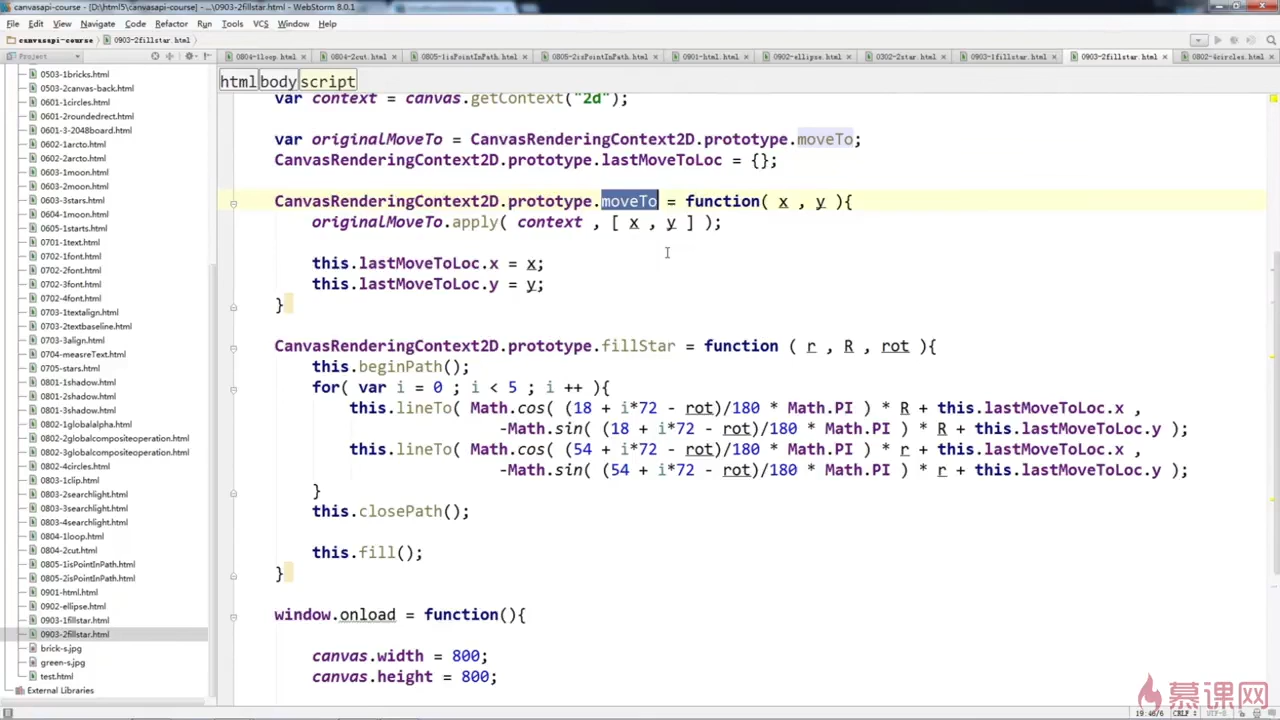 canvasapi-course - [D:\html5\canvasapi-course] - ...\0903-2fillstar.html - WebStorm 8.0.1
File Edit View Navigate Code Refactor Run Tools VCS Window Help
canvasapi-course 0903-2fillstar.html
Project
0804-1loop.html 0804-2cut.html 0805-1isPointInPath.html 0805-2isPointInPath.html 0901-html.html 0902-ellipse.html 0302-2star.html 0903-1fillstar.html 0903-2fillstar.html 0802-4circles.html
html body script
0503-1bricks.html
0503-2canvas-back.html
0601-1circles.html
0601-2roundedrect.html
0601-3-2048board.html
0602-1arcto.html
0602-2arcto.html
0603-1moon.html
0603-2moon.html
0603-3stars.html
0604-1moon.html
0605-1starts.html
0701-1text.html
0702-1font.html
0702-2font.html
0702-3font.html
0702-4font.html
0703-1textalign.html
0703-2textbaseline.html
0703-3align.html
0704-measreText.html
0705-stars.html
0801-1shadow.html
0801-2shadow.html
0801-3shadow.html
0802-1globalalpha.html
0802-2globalcompositeoperation.html
0802-3globalcompositeoperation.html
0802-4circles.html
0803-1clip.html
0803-2searchlight.html
0803-3searchlight.html
0803-4searchlight.html
0804-1loop.html
0804-2cut.html
0805-1isPointInPath.html
0805-2isPointInPath.html
0901-html.html
0902-ellipse.html
0903-1fillstar.html
0903-2fillstar.html
brick-s.jpg
green-s.jpg
test.html
External Libraries
var context = canvas.getContext("2d");
var originalMoveTo = CanvasRenderingContext2D.prototype.moveTo;
CanvasRenderingContext2D.prototype.lastMoveToLoc = {};
CanvasRenderingContext2D.prototype.moveTo = function( x , y ){
originalMoveTo.apply( context , [ x , y ] );
this.lastMoveToLoc.x = x;
this.lastMoveToLoc.y = y;
}
CanvasRenderingContext2D.prototype.fillStar = function ( r , R , rot ){
this.beginPath();
for( var i = 0 ; i < 5 ; i ++ ){
this.lineTo( Math.cos( (18 + i*72 - rot)/180 * Math.PI ) * R + this.lastMoveToLoc.x ,
-Math.sin( (18 + i*72 - rot)/180 * Math.PI ) * R + this.lastMoveToLoc.y );
this.lineTo( Math.cos( (54 + i*72 - rot)/180 * Math.PI ) * r + this.lastMoveToLoc.x ,
-Math.sin( (54 + i*72 - rot)/180 * Math.PI ) * r + this.lastMoveToLoc.y );
}
this.closePath();
this.fill();
}
window.onload = function(){
canvas.width = 800;
canvas.height = 800;
慕课网
19:46/6 CRLF UTF-8